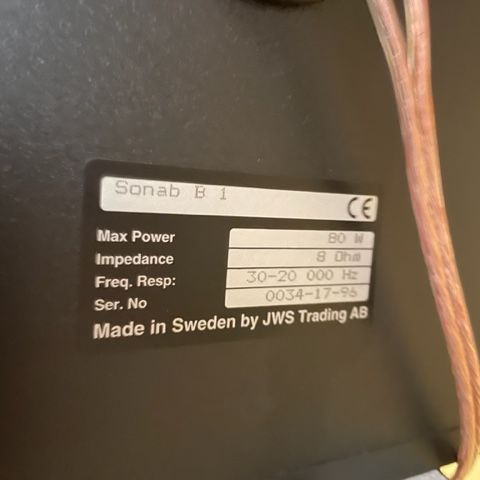 Sonab B 1
CE
Max Power 80 W
Impedance 8 Ohm
Freq. Resp: 30-20 000 Hz
Ser. No 0034-17-96
Made in Sweden by JWS Trading AB